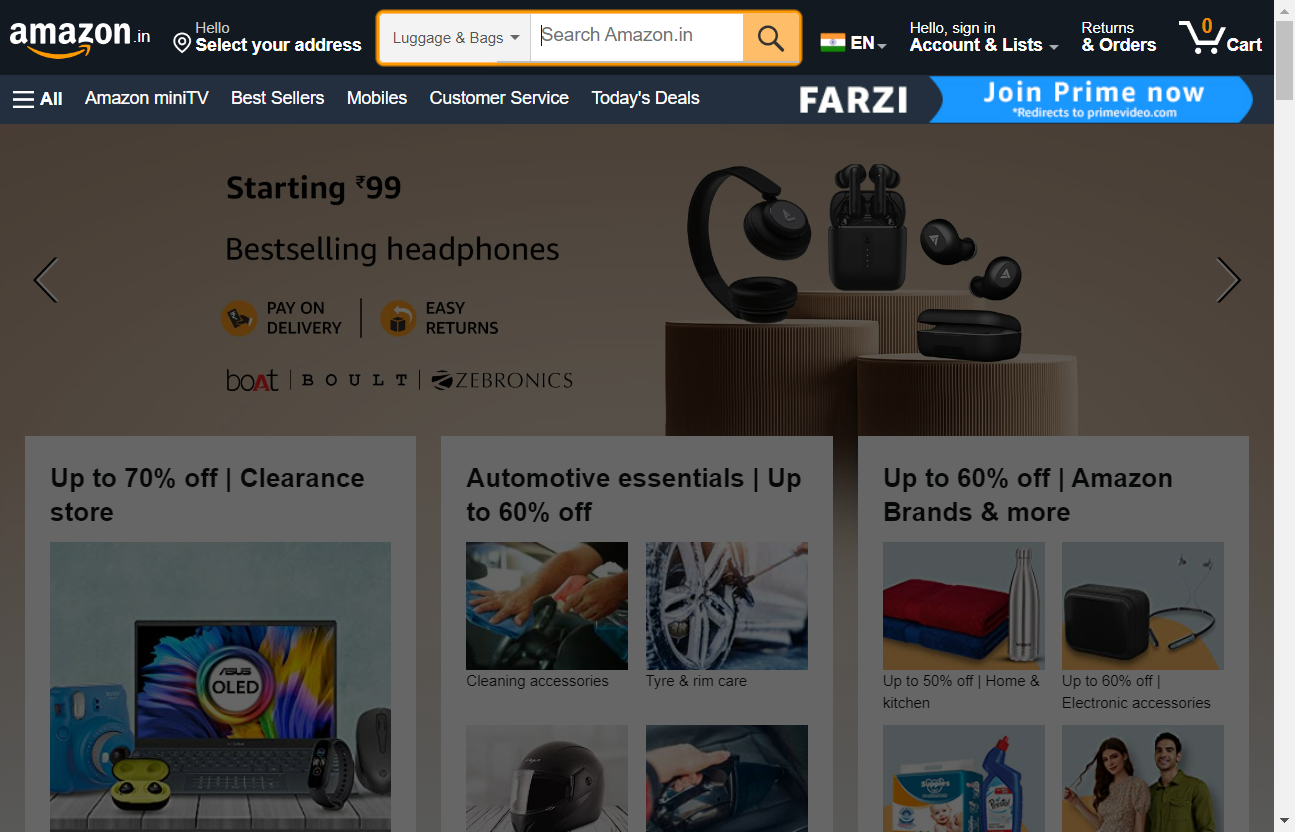 amazon.in
Hello
Select your address
Luggage & Bags
Search Amazon.in
EN
Hello, sign in
Account & Lists
Returns
& Orders
0
Cart
All
Amazon miniTV
Best Sellers
Mobiles
Customer Service
Today's Deals
FARZI
Join Prime now
*Redirects to primevideo.com
Starting ₹99
Bestselling headphones
PAY ON
DELIVERY
EASY
RETURNS
boAt
BOULT
ZEBRONICS
Up to 70% off | Clearance
store
Automotive essentials | Up
to 60% off
Up to 60% off | Amazon
Brands & more
ASUS
OLED
Cleaning accessories
Tyre & rim care
Up to 50% off | Home &
kitchen
Up to 60% off |
Electronic accessories